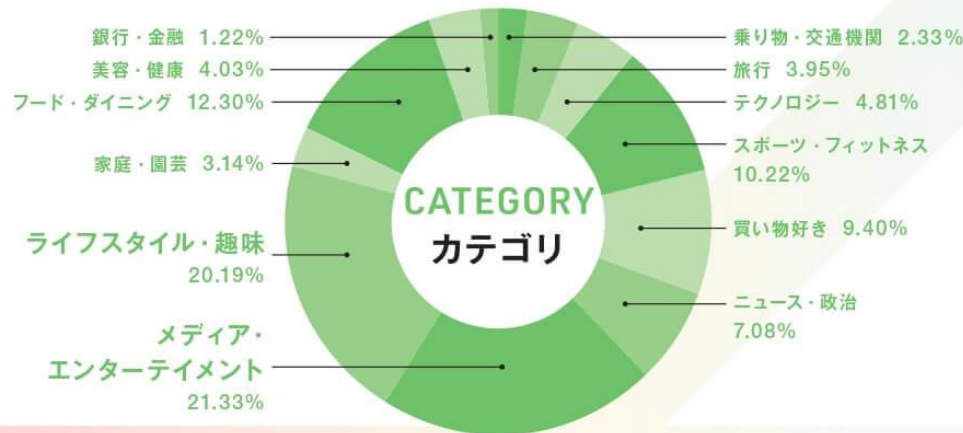 銀行・金融 1.22%
美容・健康 4.03%
フード・ダイニング 12.30%
家庭・園芸 3.14%
ライフスタイル・趣味
20.19%
メディア・
エンターテイメント
21.33%
CATEGORY
カテゴリ
乗り物・交通機関 2.33%
旅行 3.95%
テクノロジー 4.81%
スポーツ・フィットネス
10.22%
買い物好き 9.40%
ニュース・政治
7.08%